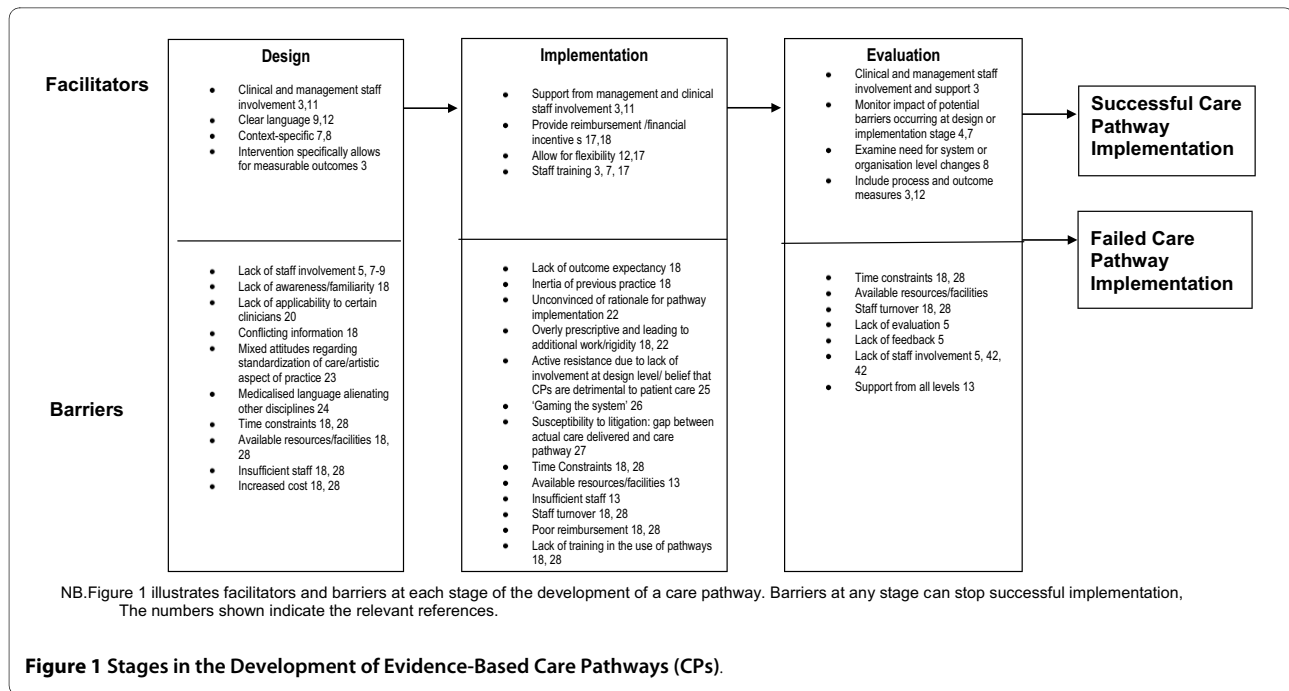 Facilitators
Design
• Clinical and management staff
involvement 3,11
• Clear language 9,12
• Context-specific 7,8
• Intervention specifically allows
for measurable outcomes 3
Implementation
• Support from management and clinical
staff involvement 3,11
• Provide reimbursement /financial
incentive s 17,18
• Allow for flexibility 12,17
• Staff training 3, 7, 17
Evaluation
• Clinical and management staff
involvement and support 3
• Monitor impact of potential
barriers occurring at design or
implementation stage 4,7
• Examine need for system or
organisation level changes 8
• Include process and outcome
measures 3,12
Successful Care
Pathway
Implementation
Barriers
• Lack of staff involvement 5, 7-9
• Lack of awareness/familiarity 18
• Lack of applicability to certain
clinicians 20
• Conflicting information 18
• Mixed attitudes regarding
standardization of care/artistic
aspect of practice 23
• Medicalised language alienating
other disciplines 24
• Time constraints 18, 28
• Available resources/facilities 18,
28
• Insufficient staff 18, 28
• Increased cost 18, 28
• Lack of outcome expectancy 18
• Inertia of previous practice 18
• Unconvinced of rationale for pathway
implementation 22
• Overly prescriptive and leading to
additional work/rigidity 18, 22
• Active resistance due to lack of
involvement at design level/ belief that
CPs are detrimental to patient care 25
• ‘Gaming the system’ 26
• Susceptibility to litigation: gap between
actual care delivered and care
pathway 27
• Time Constraints 18, 28
• Available resources/facilities 13
• Insufficient staff 13
• Staff turnover 18, 28
• Poor reimbursement 18, 28
• Lack of training in the use of pathways
18, 28
• Time constraints 18, 28
• Available resources/facilities
• Staff turnover 18, 28
• Lack of evaluation 5
• Lack of feedback 5
• Lack of staff involvement 5, 42,
42
• Support from all levels 13
Failed Care
Pathway
Implementation
NB.Figure 1 illustrates facilitators and barriers at each stage of the development of a care pathway. Barriers at any stage can stop successful implementation,
The numbers shown indicate the relevant references.
Figure 1 Stages in the Development of Evidence-Based Care Pathways (CPs).